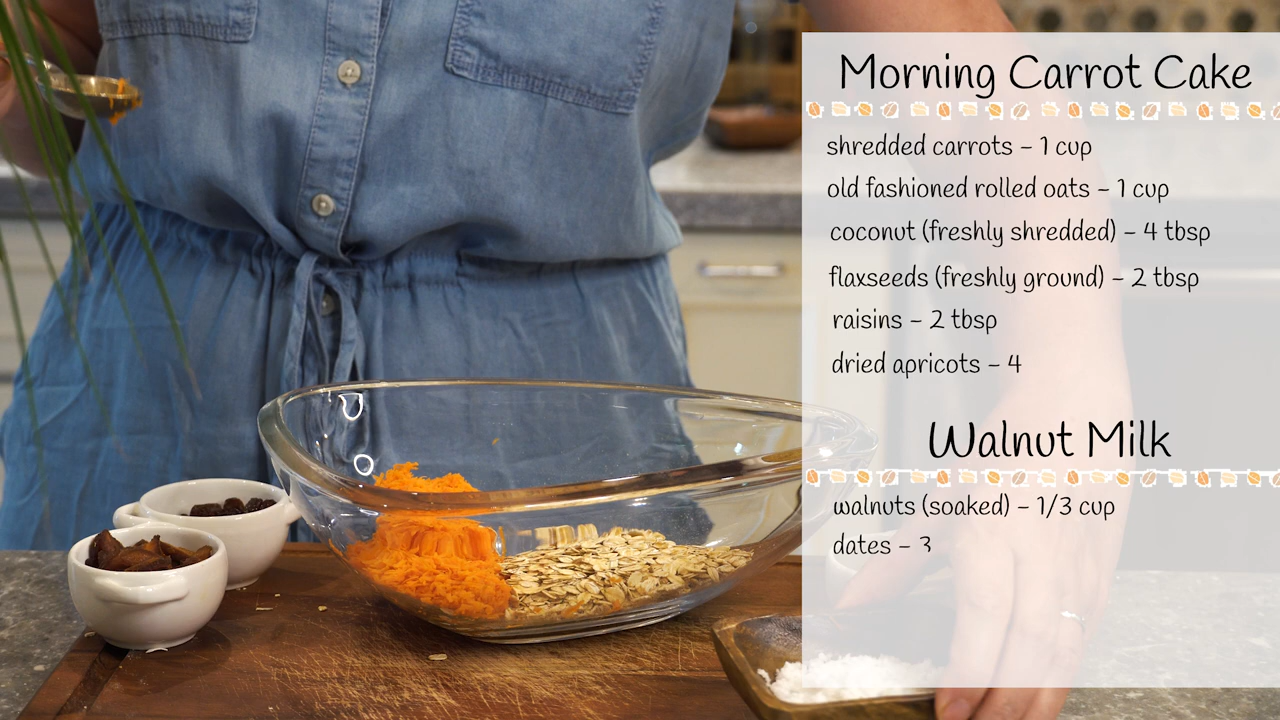 Morning Carrot Cake
shredded carrots - 1 cup
old fashioned rolled oats - 1 cup
coconut (freshly shredded) - 4 tbsp
flaxseeds (freshly ground) - 2 tbsp
raisins - 2 tbsp
dried apricots - 4
Walnut Milk
walnuts (soaked) - 1/3 cup
dates - 3